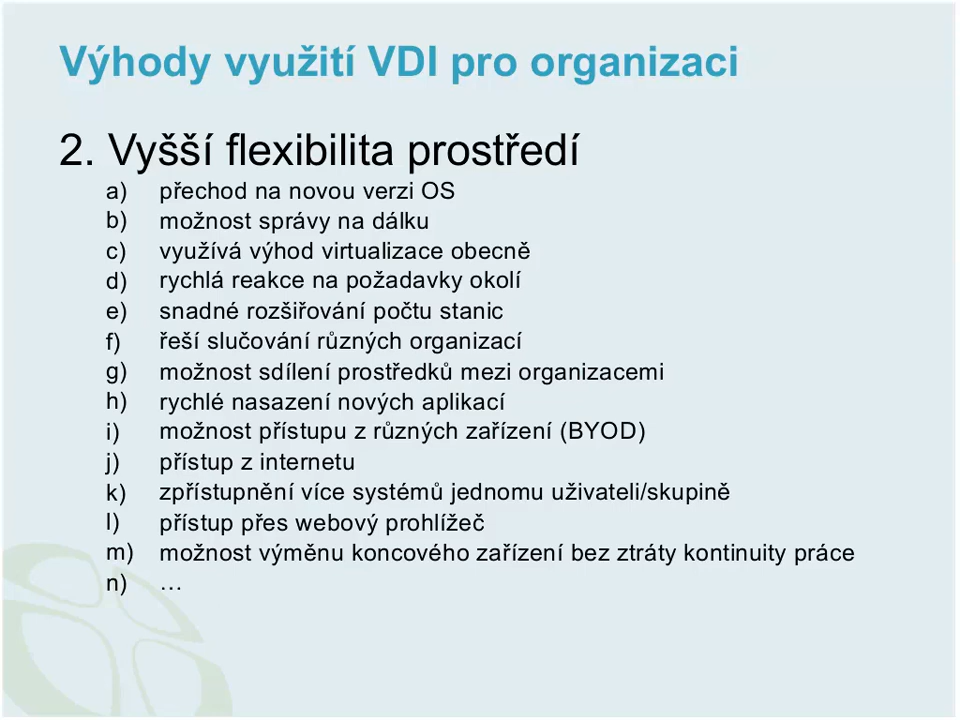 Výhody využití VDI pro organizaci
2. Vyšší flexibilita prostředí
a) přechod na novou verzi OS
b) možnost správy na dálku
c) využívá výhod virtualizace obecně
d) rychlá reakce na požadavky okolí
e) snadné rozšiřování počtu stanic
f) řeší slučování různých organizací
g) možnost sdílení prostředků mezi organizacemi
h) rychlé nasazení nových aplikací
i) možnost přístupu z různých zařízení (BYOD)
j) přístup z internetu
k) zpřístupnění více systémů jednomu uživateli/skupině
l) přístup přes webový prohlížeč
m) možnost výměnu koncového zařízení bez ztráty kontinuity práce
n) …